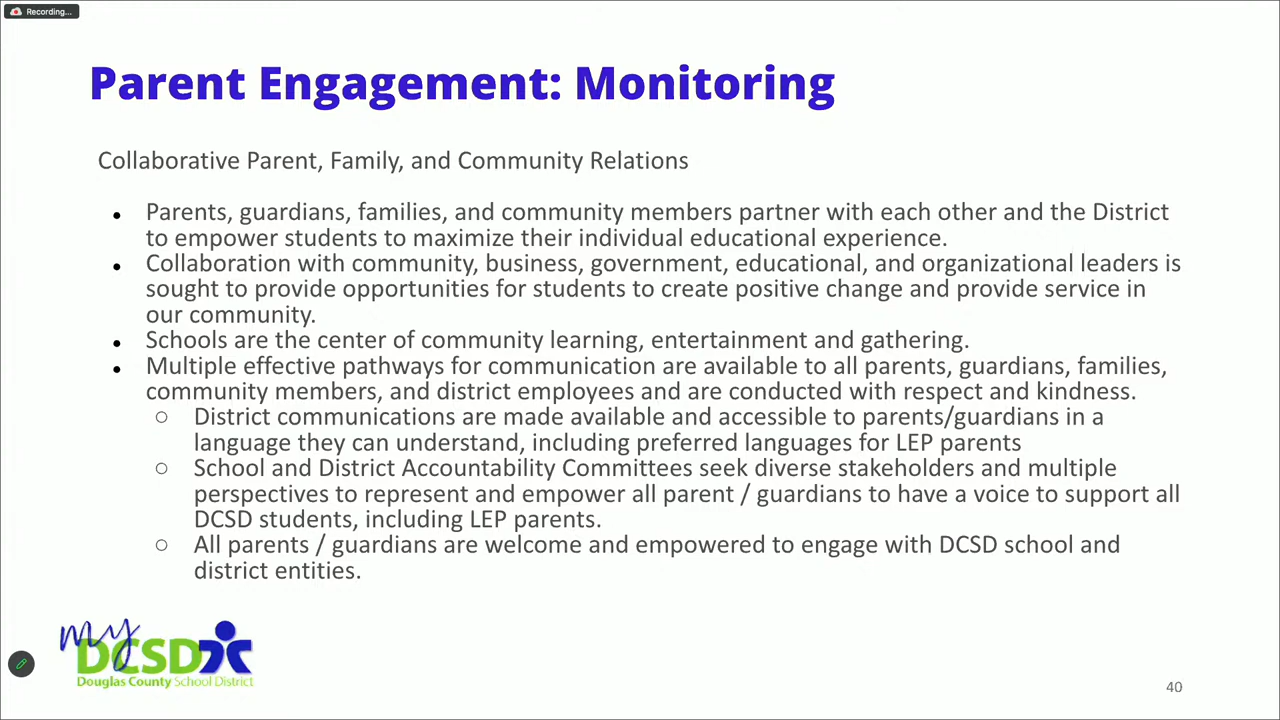 Recording...
Parent Engagement: Monitoring
Collaborative Parent, Family, and Community Relations
● Parents, guardians, families, and community members partner with each other and the District
to empower students to maximize their individual educational experience.
● Collaboration with community, business, government, educational, and organizational leaders is
sought to provide opportunities for students to create positive change and provide service in
our community.
● Schools are the center of community learning, entertainment and gathering.
● Multiple effective pathways for communication are available to all parents, guardians, families,
community members, and district employees and are conducted with respect and kindness.
○ District communications are made available and accessible to parents/guardians in a
language they can understand, including preferred languages for LEP parents
○ School and District Accountability Committees seek diverse stakeholders and multiple
perspectives to represent and empower all parent / guardians to have a voice to support all
DCSD students, including LEP parents.
○ All parents / guardians are welcome and empowered to engage with DCSD school and
district entities.
my
DCSD
Douglas County School District
40